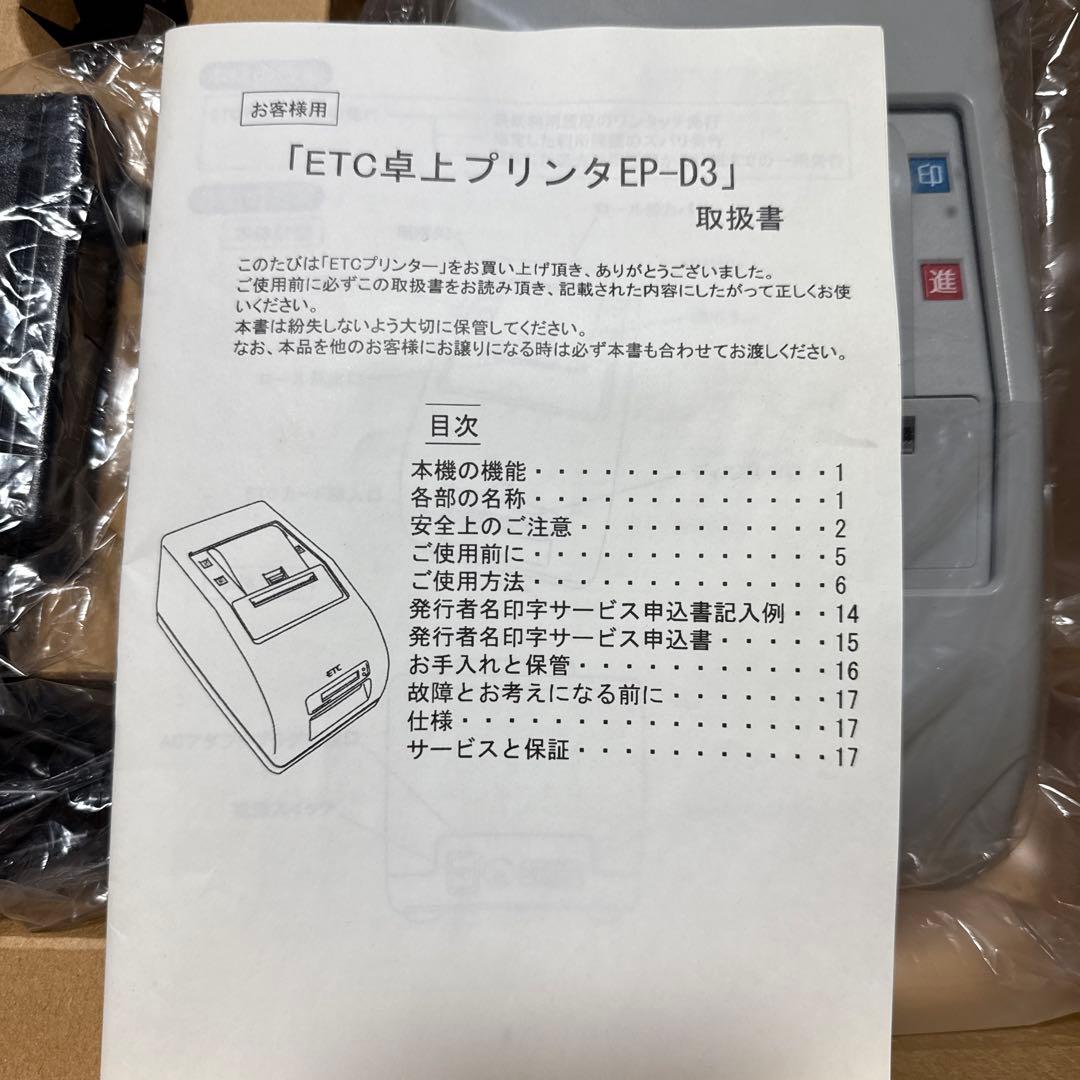 お客様用
「ETC卓上プリンタEP-D3」
取扱書
このたびは「ETCプリンター」をお買い上げ頂き、ありがとうございました。
ご使用前に必ずこの取扱書をお読み頂き、記載された内容にしたがって正しくお使
いください。
本書は紛失しないよう大切に保管してください。
なお、本品を他のお客様にお譲りになる時は必ず本書も合わせてお渡しください。
目次
本機の機能・・・・・・・・・・・・・1
各部の名称・・・・・・・・・・・・・1
安全上のご注意・・・・・・・・・・・2
ご使用前に・・・・・・・・・・・・・5
ご使用方法・・・・・・・・・・・・・6
発行者名印字サービス申込書記入例・・14
発行者名印字サービス申込書・・・・・15
お手入れと保管・・・・・・・・・・・16
故障とお考えになる前に・・・・・・・17
仕様・・・・・・・・・・・・・・・・17
サービスと保証・・・・・・・・・・・17
ETC
印
進